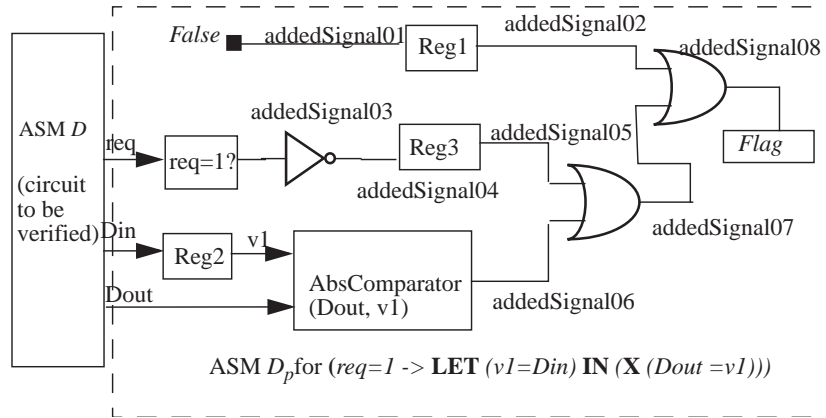 False
addedSignal01
Reg1
addedSignal02
addedSignal08
Flag
ASM D
(circuit
to be
verified)
req
req=1?
addedSignal03
Reg3
addedSignal04
addedSignal05
addedSignal07
Din
Reg2
v1
Dout
AbsComparator
(Dout, v1)
addedSignal06
ASM Dp for (req=1 -> LET (v1=Din) IN (X (Dout =v1)))